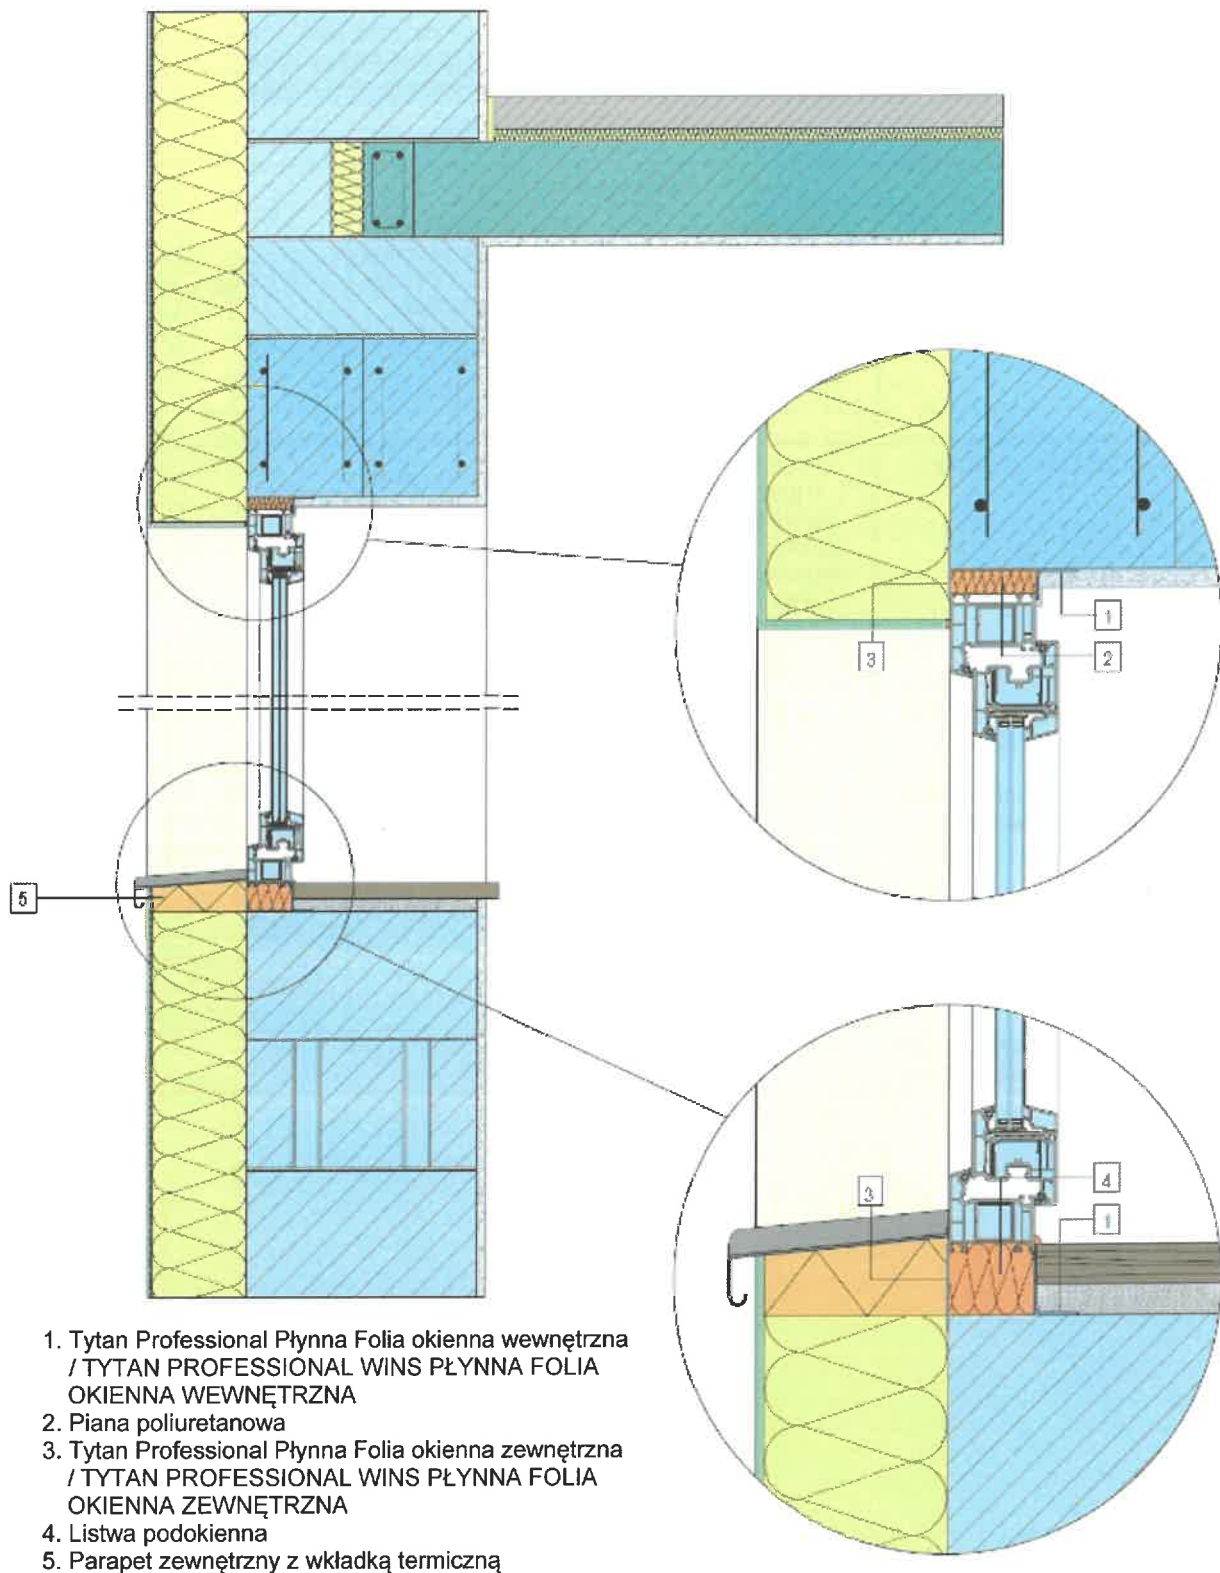 1
3
2
5
4
3
1
1. Tytan Professional Płynna Folia okienna wewnętrzna
/ TYTAN PROFESSIONAL WINS PŁYNNA FOLIA
OKIENNA WEWNĘTRZNA
2. Piana poliuretanowa
3. Tytan Professional Płynna Folia okienna zewnętrzna
/ TYTAN PROFESSIONAL WINS PŁYNNA FOLIA
OKIENNA ZEWNĘTRZNA
4. Listwa podokienna
5. Parapet zewnętrzny z wkładką termiczną